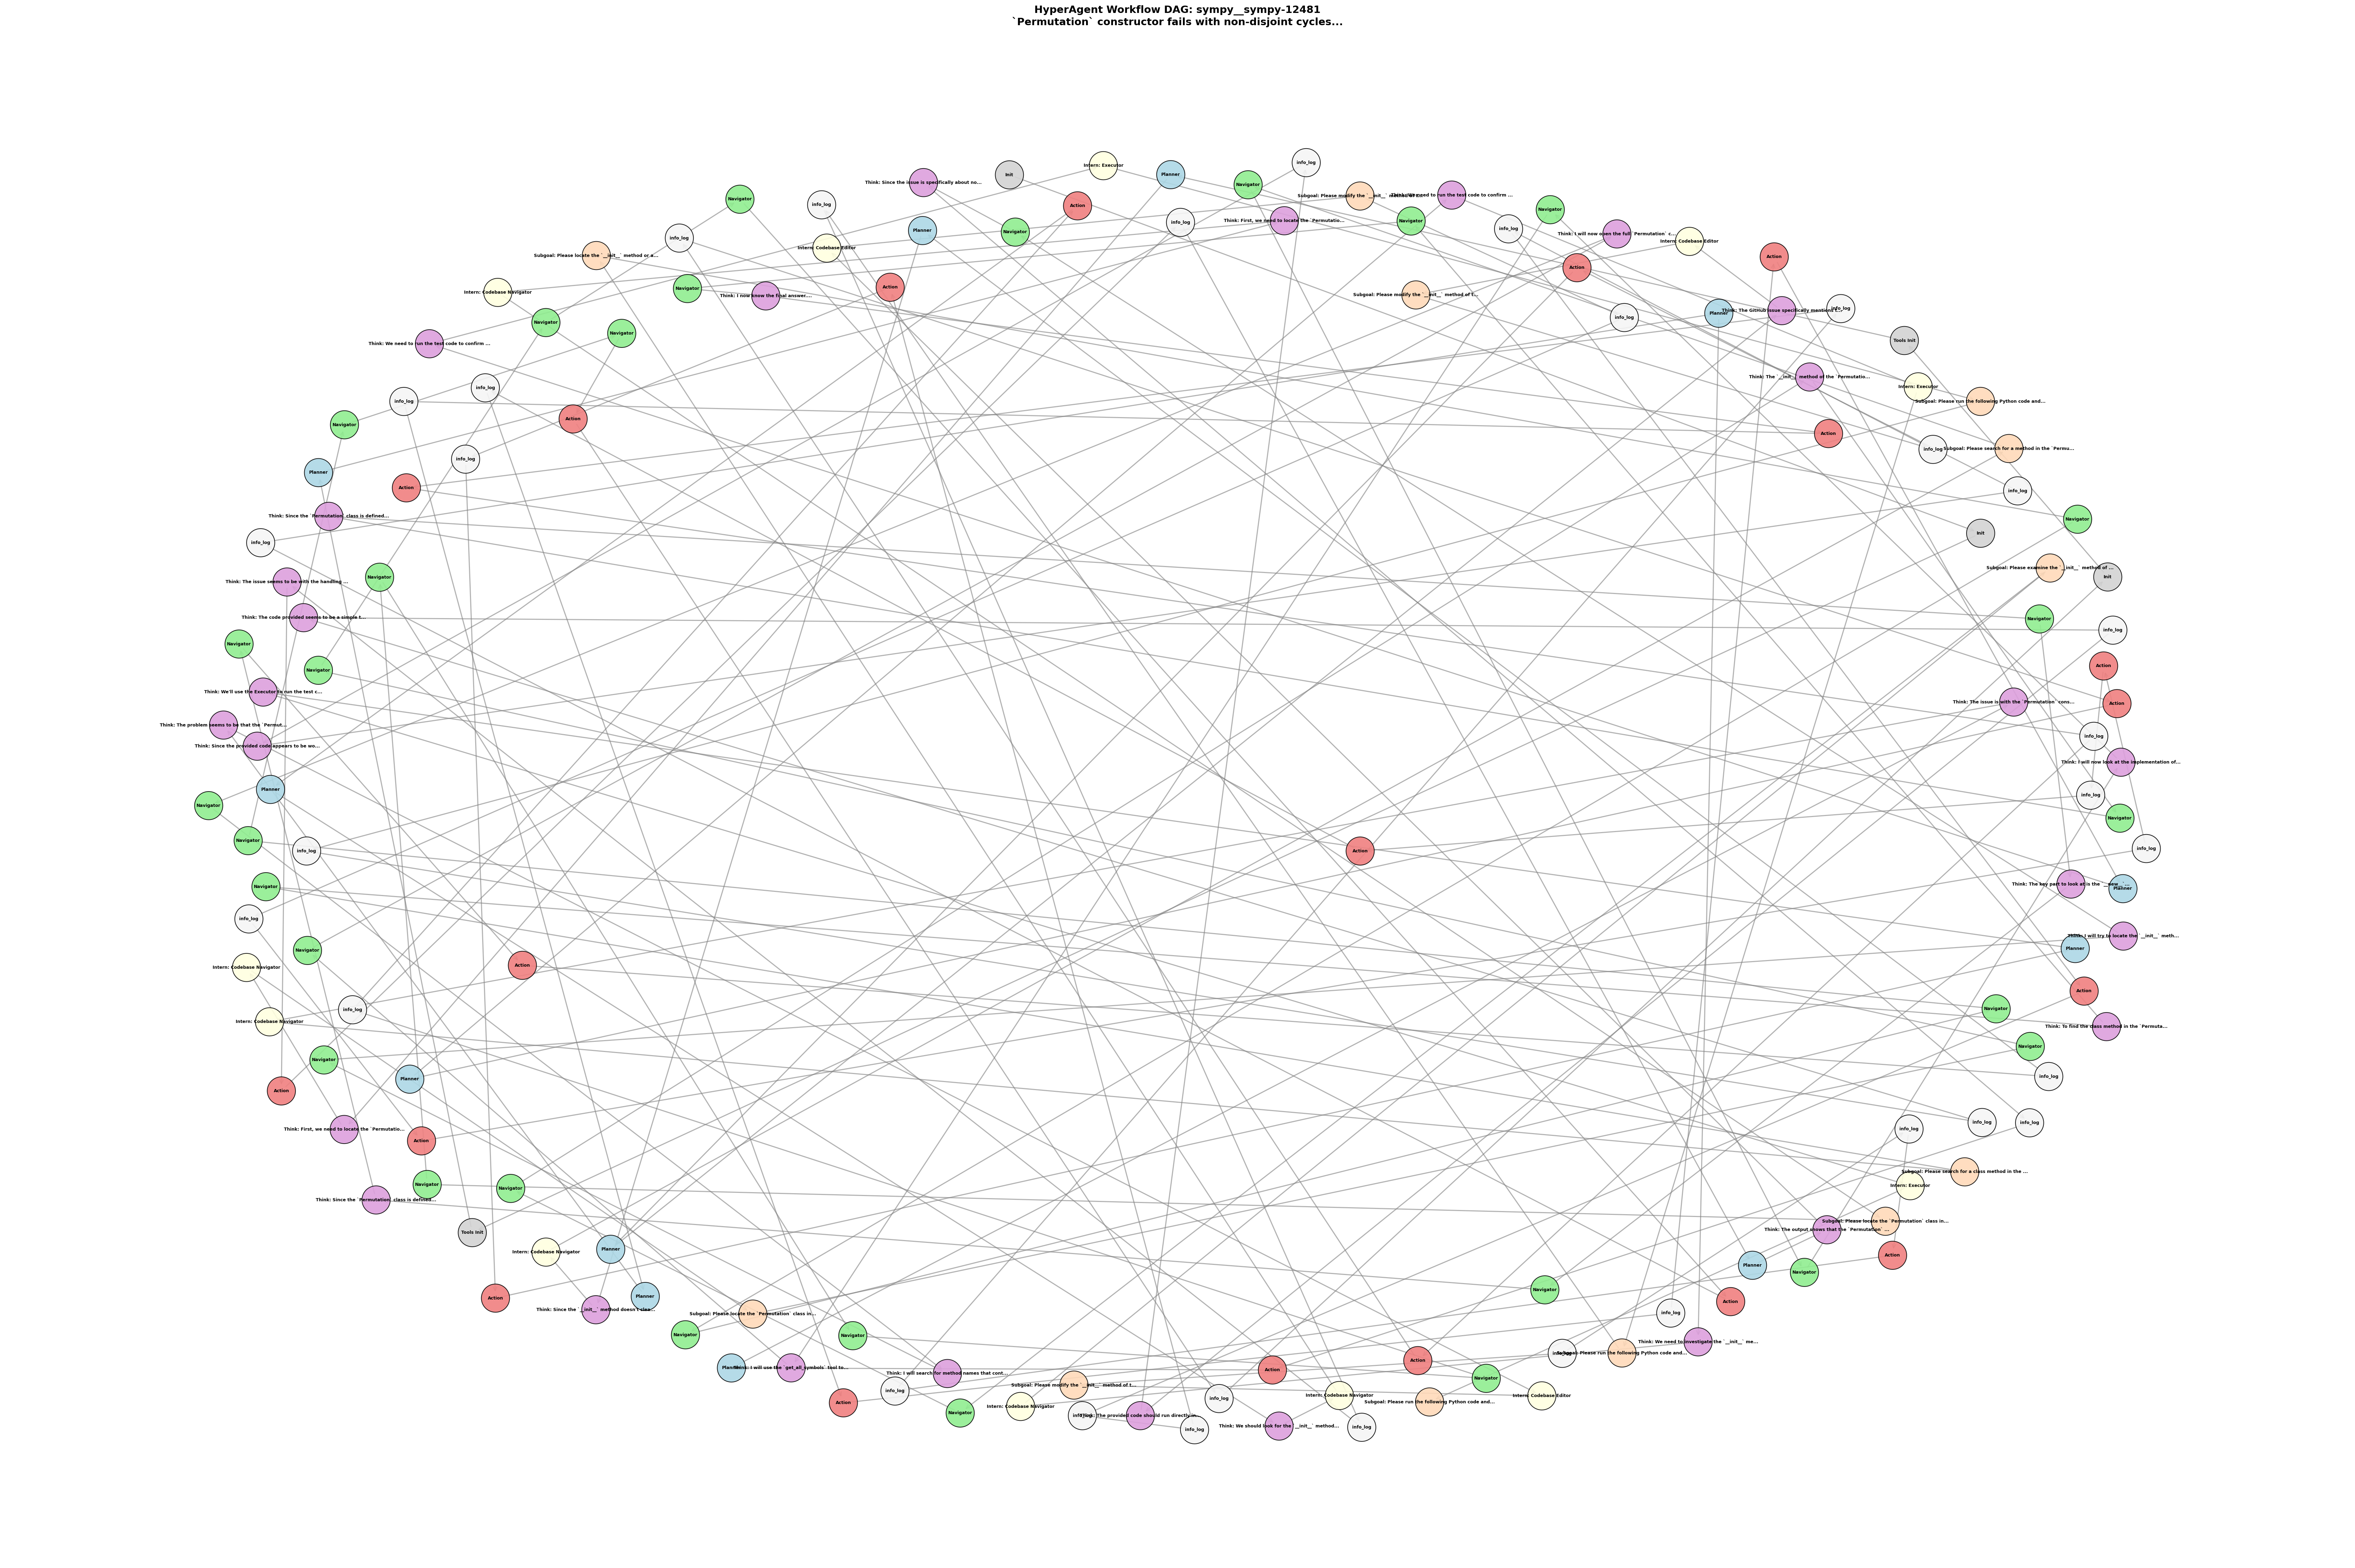 HyperAgent Workflow DAG: sympy__sympy-12481
`Permutation` constructor fails with non-disjoint cycles...
info_log
Intern: Executor
Init
Planner
Think: Since the issue is specifically about no...
Navigator
Navigator
Subgoal: Please modify the `__init__` method of t...
Think: We need to run the test code to confirm ...
info_log
Action
Navigator
Think: First, we need to locate the `Permutatio...
Navigator
info_log
info_log
Planner
Navigator
Think: I will now open the full `Permutation` c...
info_log
Intern: Codebase Editor
Intern: Codebase Editor
Subgoal: Please locate the `__init__` method or a...
Action
Action
Navigator
Action
Intern: Codebase Navigator
Think: I now know the final answer....
Subgoal: Please modify the `__init__` method of t...
info_log
Think: The GitHub issue specifically mentions t...
Planner
info_log
Navigator
Navigator
Tools Init
Think: We need to run the test code to confirm ...
Think: The `__init__` method of the `Permutatio...
info_log
Intern: Executor
info_log
Subgoal: Please run the following Python code and...
Action
Navigator
Action
info_log
Subgoal: Please search for a method in the `Permu...
info_log
Planner
Action
info_log
Think: Since the `Permutation` class is defined...
Navigator
Init
info_log
Subgoal: Please examine the `__init__` method of ...
Navigator
Init
Think: The issue seems to be with the handling ...
Think: The code provided seems to be a simple t...
Navigator
info_log
Navigator
Action
Navigator
Think: We'll use the Executor to run the test c...
Think: The issue is with the `Permutation` cons...
Action
Think: The problem seems to be that the `Permut...
info_log
Think: Since the provided code appears to be wo...
Think: I will now look at the implementation of...
Planner
info_log
Navigator
Navigator
Navigator
info_log
info_log
Action
Think: The key part to look at is the `__new__`
Planner
Navigator
info_log
Think: I will try to locate the `__init__` meth...
Planner
Navigator
Action
Intern: Codebase Navigator
Action
Navigator
info_log
Intern: Codebase Navigator
Think: To find the class method in the `Permuta...
Navigator
Navigator
info_log
Planner
Action
info_log
info_log
Think: First, we need to locate the `Permutatio...
info_log
Action
Subgoal: Please search for a class method in the ...
Navigator
Intern: Executor
Navigator
Think: Since the `Permutation` class is defined...
Subgoal: Please locate the `Permutation` class in...
Think: The output shows that the `Permutation` ...
Tools Init
Planner
Intern: Codebase Navigator
Action
Planner
Navigator
Navigator
Planner
Action
Action
Think: Since the `__init__` method doesn't clea...
info_log
Subgoal: Please locate the `Permutation` class in...
Navigator
Navigator
Think: We need to investigate the `__init__` me...
Subgoal: Please run the following Python code and...
Action
Planner
Think: I will use the `get_all_symbols` tool to...
Action
Think: I will search for method names that cont...
Navigator
Subgoal: Please modify the `__init__` method of t...
info_log
Intern: Codebase Navigator
Intern: Codebase Editor
info_log
Action
Subgoal: Please run the following Python code and...
Intern: Codebase Navigator
Navigator
Think: The provided code should run directly in...
info_log
Think: We should look for the `__init__` method...
info_log
info_log